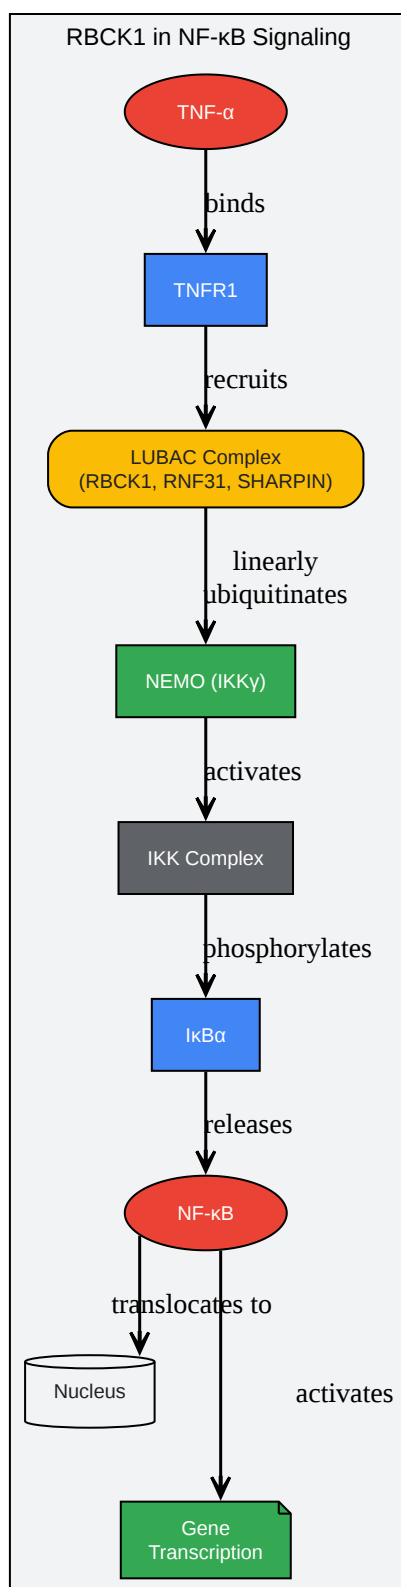 RBCK1 in NF-κB Signaling
TNF-α
binds
TNFR1
recruits
LUBAC Complex
(RBCK1, RNF31, SHARPIN)
linearly
ubiquitinates
NEMO (IKKγ)
activates
IKK Complex
phosphorylates
IκBα
releases
NF-κB
translocates to
Nucleus
activates
Gene
Transcription